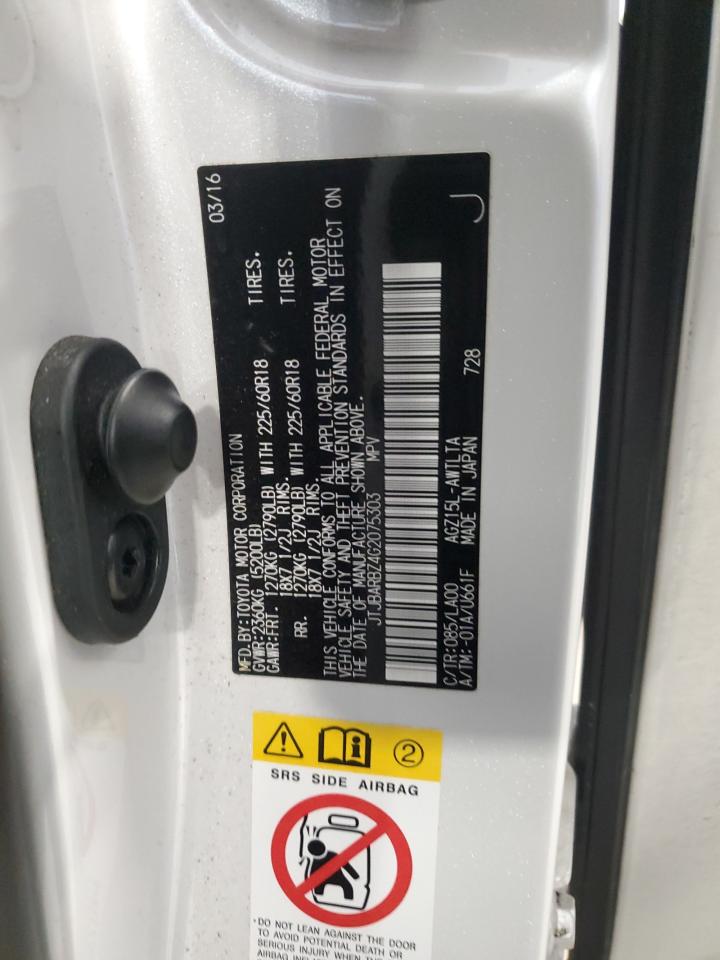 03/16
MFD.BY:TOYOTA MOTOR CORPORATION
GVWR:2360KG (5200LB)
GAWR:FRT. 1270KG (2790LB) WITH 225/60R18 TIRES.
18X7 1/2J RIMS.
RR. 1270KG (2790LB) WITH 225/60R18 TIRES.
18X7 1/2J RIMS.
THIS VEHICLE CONFORMS TO ALL APPLICABLE FEDERAL MOTOR
VEHICLE SAFETY AND THEFT PREVENTION STANDARDS IN EFFECT ON
THE DATE OF MANUFACTURE SHOWN ABOVE.
JTJBARBZ4G2075303 MPV
C/TR:085/LA00 AGZ15L-AWTLTA 728
A/TM:-01A/U661F MADE IN JAPAN
J
2
SRS SIDE AIRBAG
·DO NOT LEAN AGAINST THE DOOR
TO AVOID POTENTIAL DEATH OR
SERIOUS INJURY WHEN THE